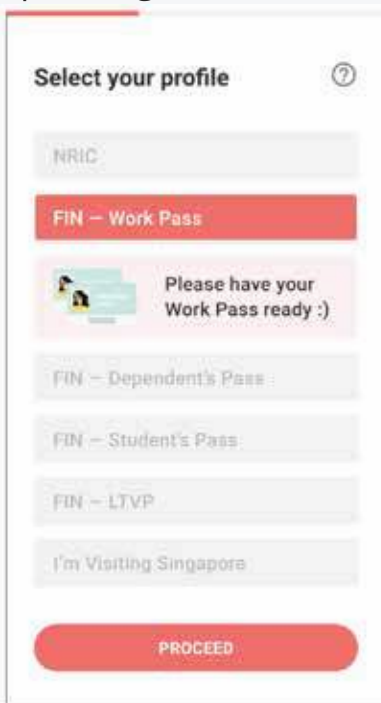 Select your profile
NRIC
FIN – Work Pass
Please have your
Work Pass ready :)
FIN – Dependent's Pass
FIN – Student's Pass
FIN – LTVP
I'm Visiting Singapore
PROCEED